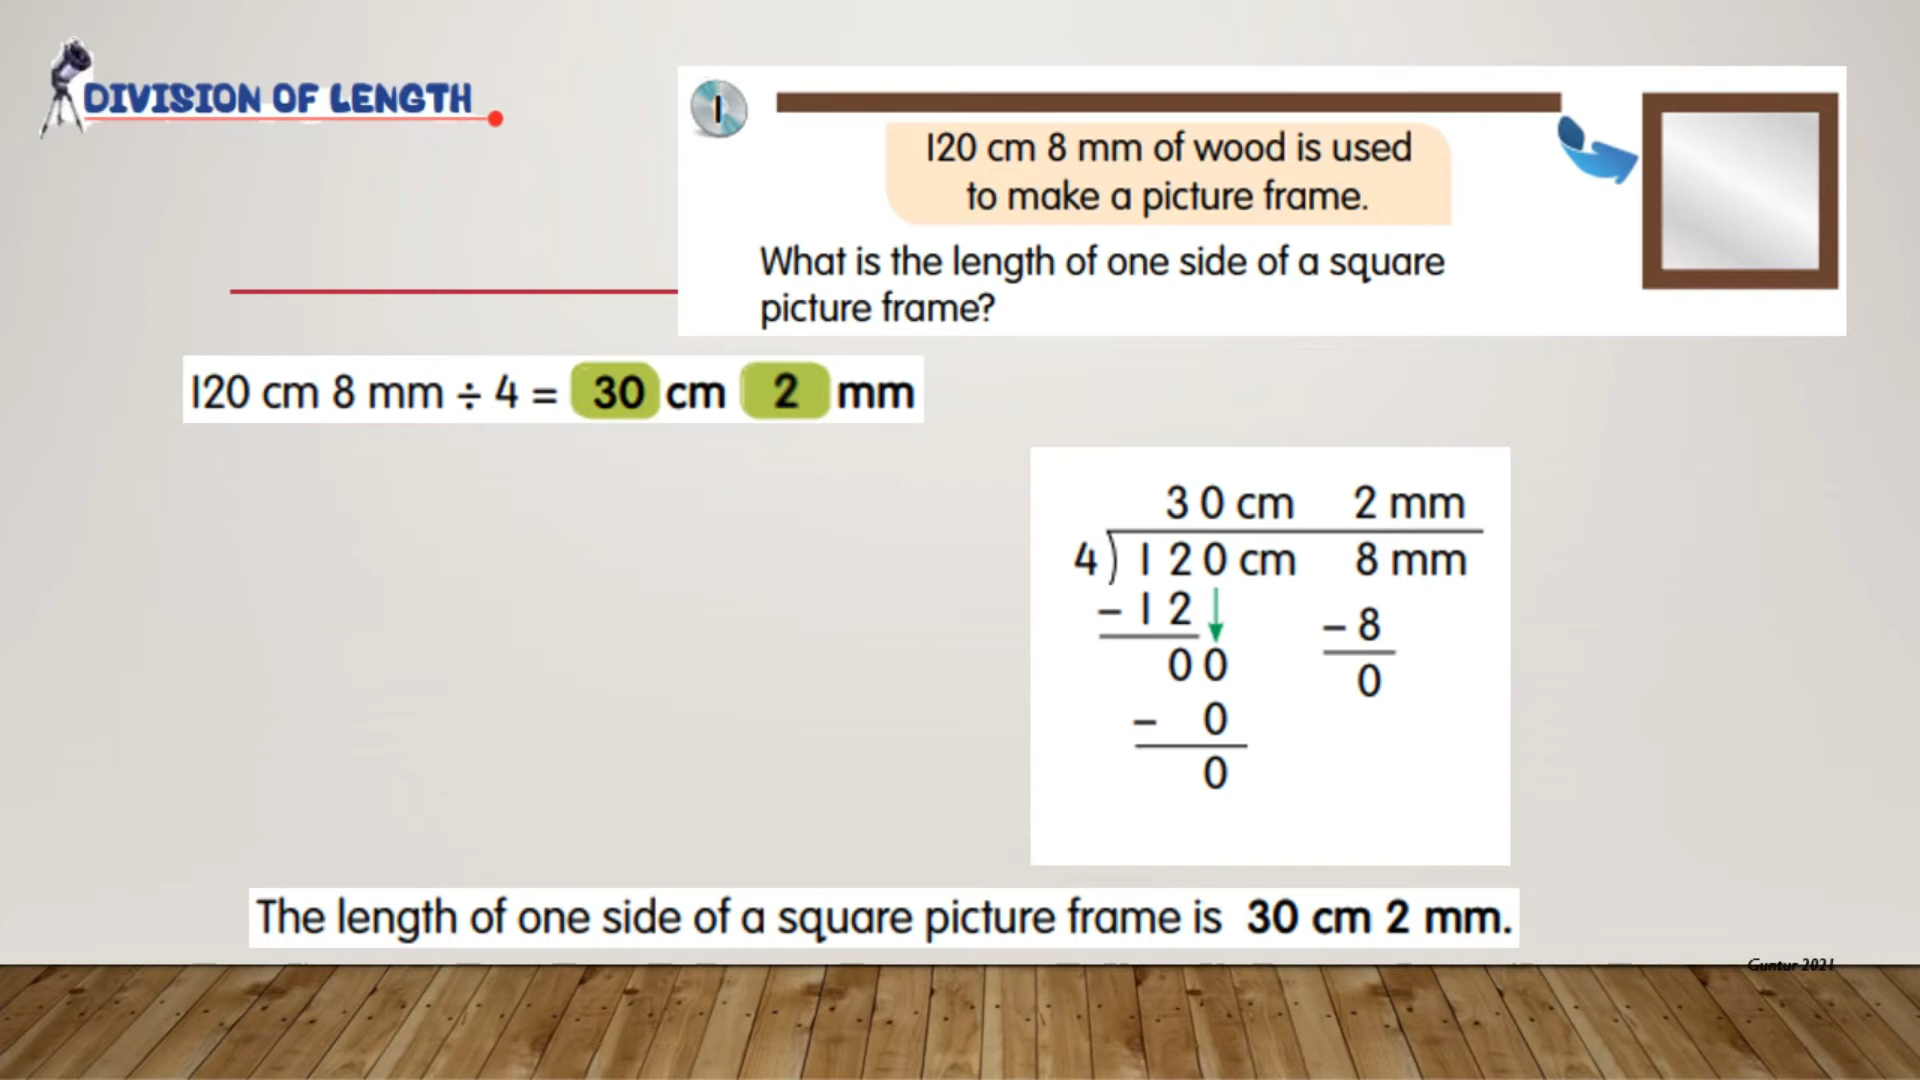 DIVISION OF LENGTH
1
120 cm 8 mm of wood is used
to make a picture frame.
What is the length of one side of a square
picture frame?
120 cm 8 mm ÷ 4 = 30 cm 2 mm
30 cm 2 mm
4) 120 cm 8 mm
– 12
– 8
00
0
– 0
0
The length of one side of a square picture frame is 30 cm 2 mm.
Guntur 2021